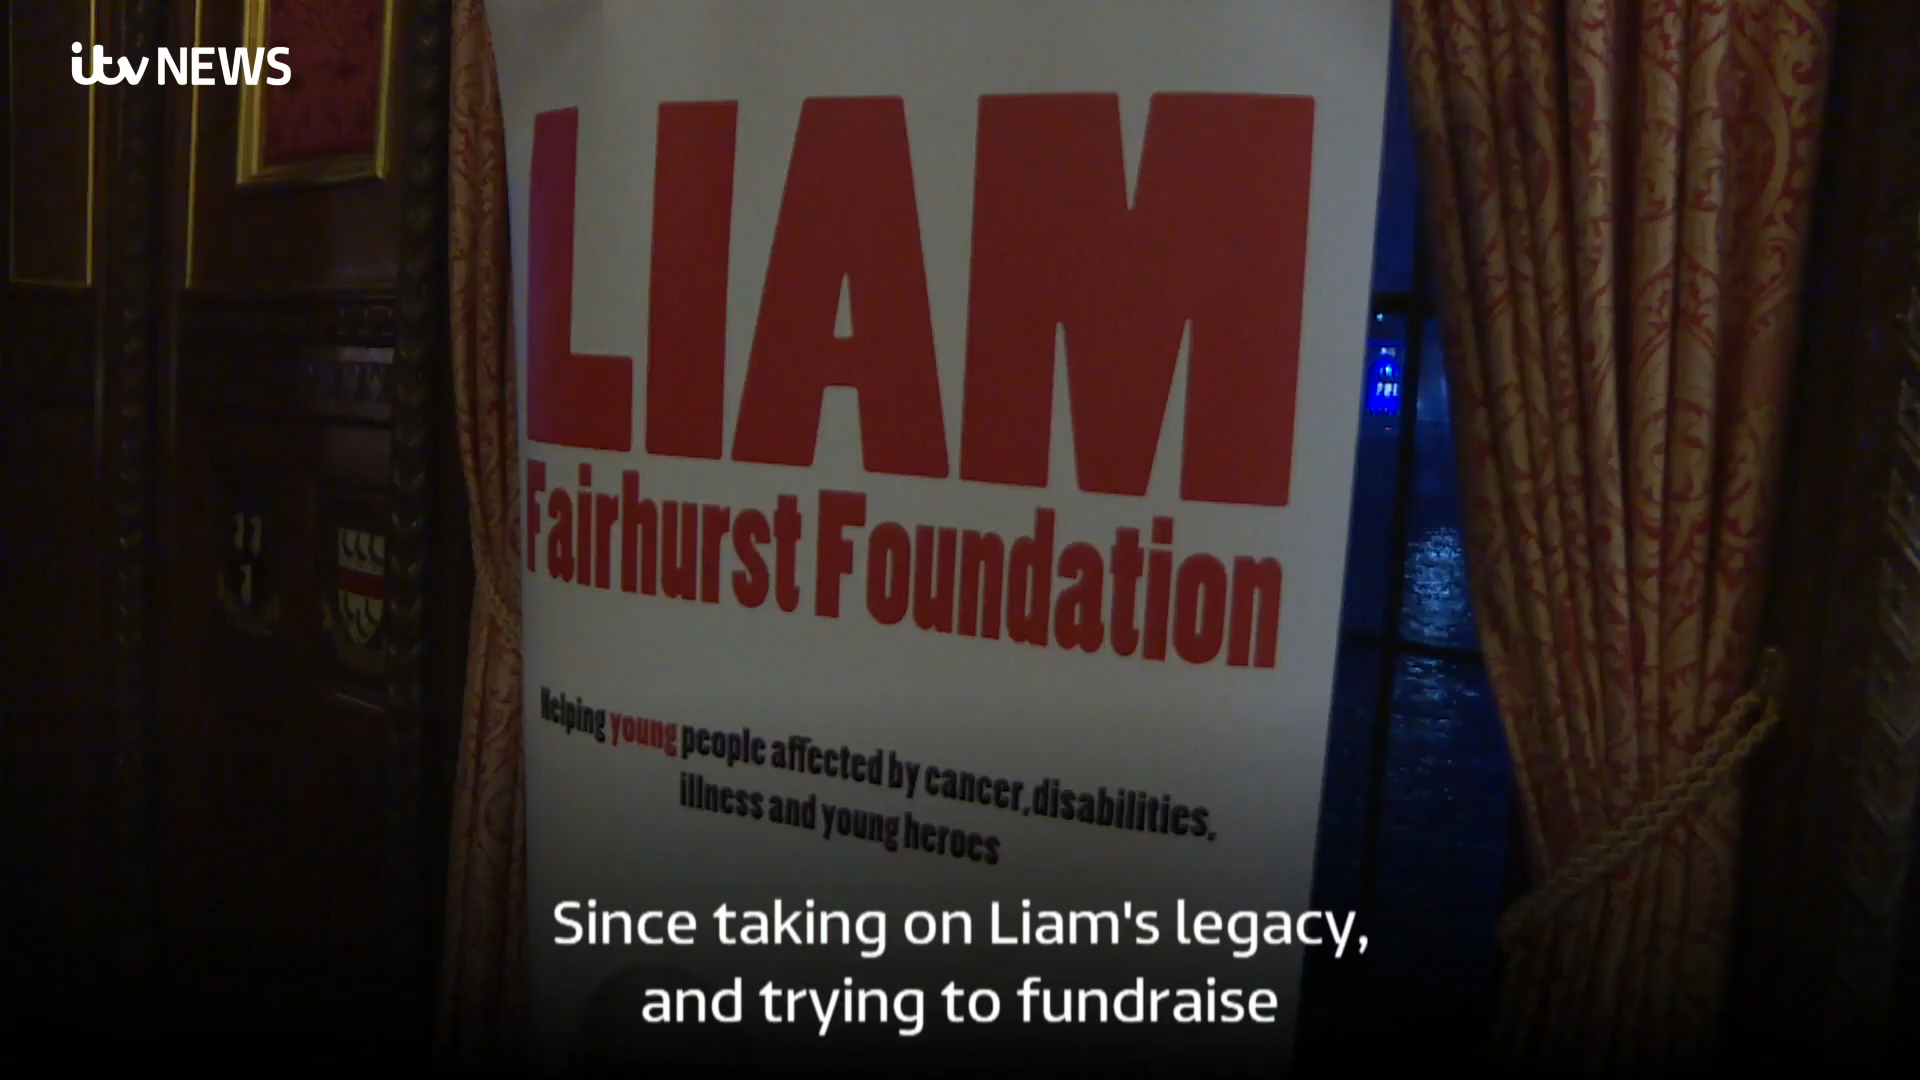 itv NEWS
LIAM
Fairhurst Foundation
Helping young people affected by cancer, disabilities,
illness and young heroes
Since taking on Liam's legacy,
and trying to fundraise